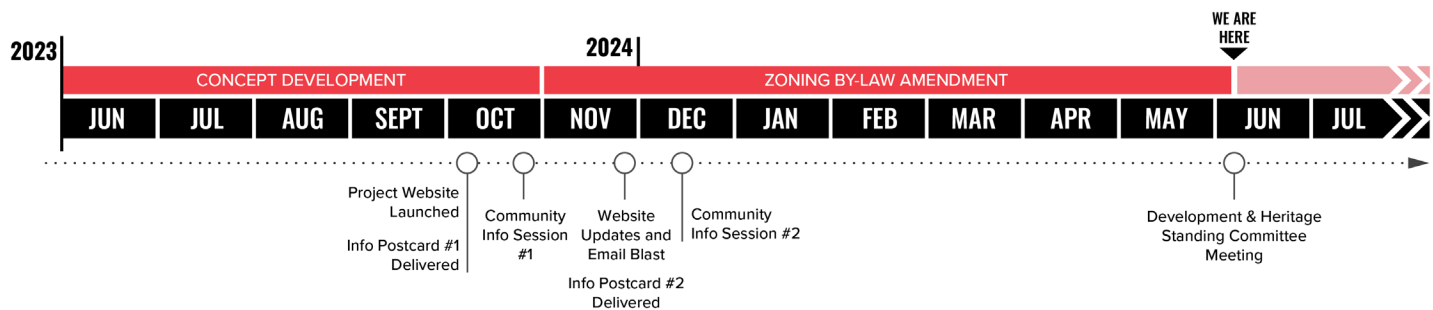 WE ARE
HERE
2023
2024
CONCEPT DEVELOPMENT
ZONING BY-LAW AMENDMENT
JUN JUL AUG SEPT OCT NOV DEC JAN FEB MAR APR MAY JUN JUL
Project Website
Launched
Info Postcard #1
Delivered
Community
Info Session
#1
Website
Updates and
Email Blast
Info Postcard #2
Delivered
Community
Info Session #2
Development & Heritage
Standing Committee
Meeting